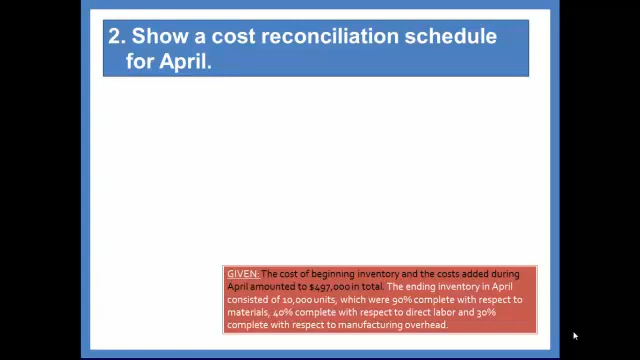 2. Show a cost reconciliation schedule
for April.
GIVEN: The cost of beginning inventory and the costs added during
April amounted to $497,000 in total. The ending inventory in April
consisted of 10,000 units, which were 90% complete with respect to
materials, 40% complete with respect to direct labor and 30%
complete with respect to manufacturing overhead.